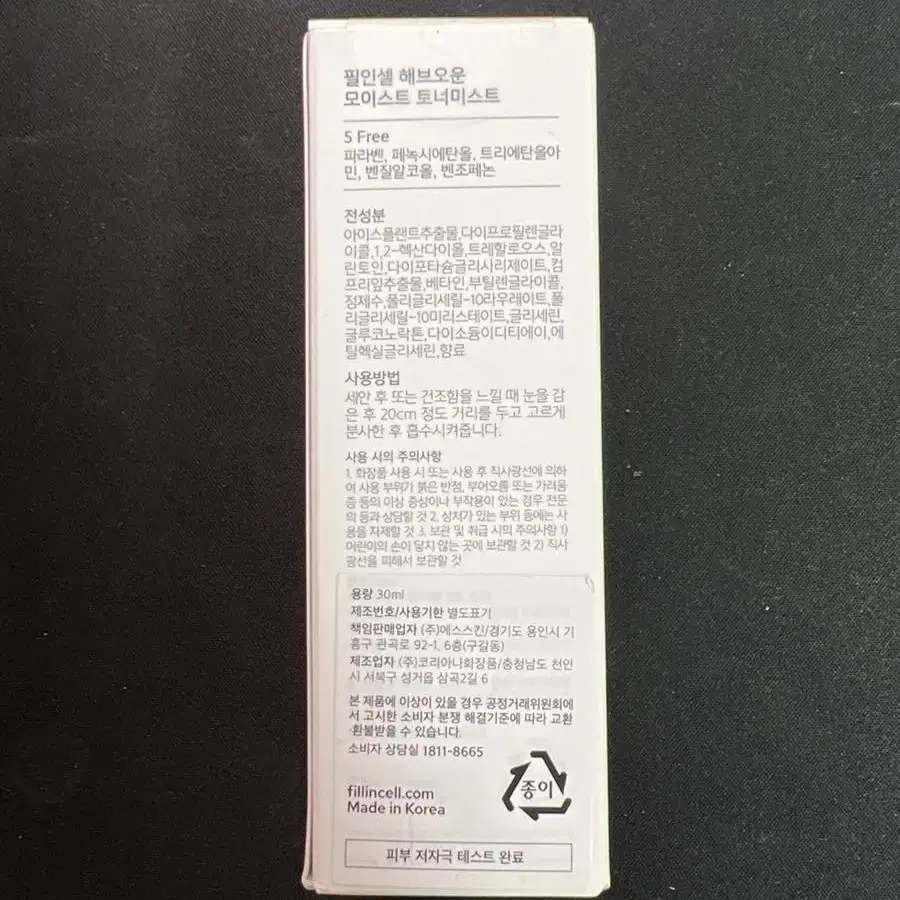 필인셀 해브오운
모이스트 토너미스트
5 Free
파라벤, 페녹시에탄올, 트리에탄올아
민, 벤질알코올, 벤조페논
전성분
아이스플랜트추출물,다이프로필렌글라
이콜,1,2-헥산다이올,트레할로오스,알
란토인,다이포타슘글리시리제이트,컴
프리잎추출물,베타인,부틸렌글라이콜,
정제수,폴리글리세릴-10라우레이트,폴
리글리세릴-10미리스테이트,글리세린,
글루코노락톤,다이소듐이디티에이,에
틸헥실글리세린,향료
사용방법
세안 후 또는 건조함을 느낄 때 눈을 감
은 후 20cm 정도 거리를 두고 고르게
분사한 후 흡수시켜줍니다.
사용 시의 주의사항
1. 화장품 사용 시 또는 사용 후 직사광선에 의하
여 사용 부위가 붉은 반점, 부어오름 또는 가려움
증 등의 이상 증상이나 부작용이 있는 경우 전문
의 등과 상담할 것 2. 상처가 있는 부위 등에는 사
용을 자제할 것 3. 보관 및 취급 시의 주의사항 1)
어린이의 손이 닿지 않는 곳에 보관할 것 2) 직사
광선을 피해서 보관할 것
용량 30ml
제조번호/사용기한 별도표기
책임판매업자 (주)에스스킨/경기도 용인시 기
흥구 관곡로 92-1, 6층(구갈동)
제조업자 (주)코리아나화장품/충청남도 천안
시 서북구 성거읍 삼곡2길 6
본 제품에 이상이 있을 경우 공정거래위원회에
서 고시한 소비자 분쟁 해결기준에 따라 교환
·환불받을 수 있습니다.
소비자 상담실 1811-8665
fillincell.com
Made in Korea
종이
피부 저자극 테스트 완료